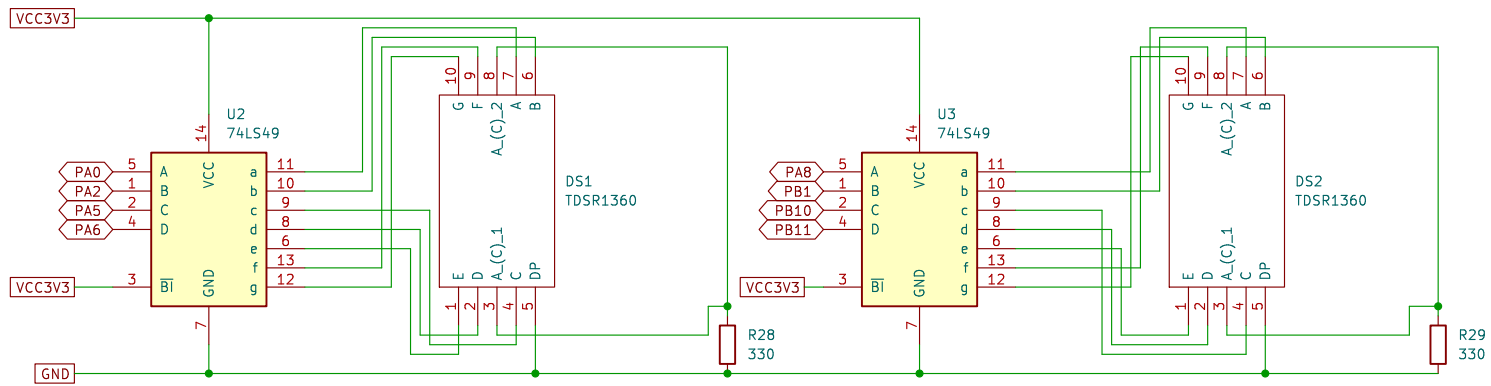 VCC3V3
U2
74LS49
14
VCC
PA0
PA2
PA5
PA6
5
1
2
4
A
B
C
D
a
b
c
d
e
f
g
11
10
9
8
6
13
12
VCC3V3
3
BI
GND
7
GND
10
9
8
7
6
G
F
A_(C)_2
A
B
DS1
TDSR1360
E
D
A_(C)_1
C
DP
1
2
3
4
5
R28
330
U3
74LS49
14
VCC
PA8
PB1
PB10
PB11
5
1
2
4
A
B
C
D
a
b
c
d
e
f
g
11
10
9
8
6
13
12
VCC3V3
3
BI
GND
7
10
9
8
7
6
G
F
A_(C)_2
A
B
DS2
TDSR1360
E
D
A_(C)_1
C
DP
1
2
3
4
5
R29
330